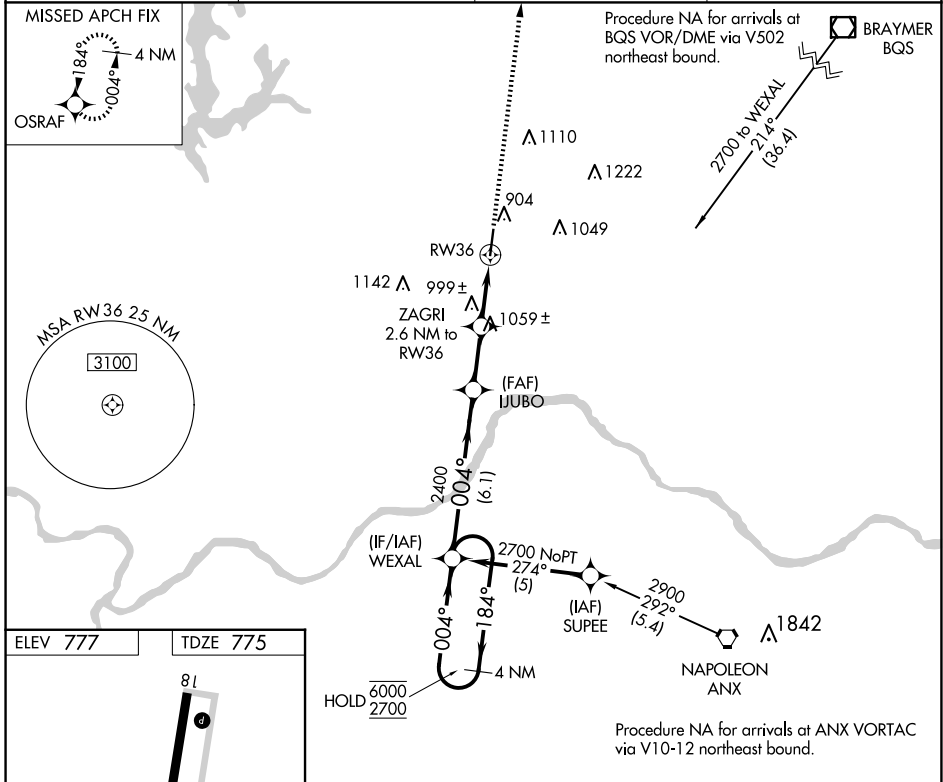 MISSED APCH FIX
4 NM
184°
004°
OSRAF
Procedure NA for arrivals at
BQS VOR/DME via V502
northeast bound.
BRAYMER
BQS
2700 to WEXAL
214°
(36.4)
1110
1222
904
1049
RW36
1142
999±
ZAGRI
2.6 NM to
RW36
1059±
MSA RW36 25 NM
3100
(FAF)
IJUBO
2400
004°
(6.1)
(IF/IAF)
WEXAL
2700 NoPT
274°
(5)
(IAF)
SUPEE
2900
292°
(5.4)
1842
NAPOLEON
ANX
004°
184°
4 NM
HOLD 6000
2700
Procedure NA for arrivals at ANX VORTAC
via V10-12 northeast bound.
ELEV 777
TDZE 775
18
P